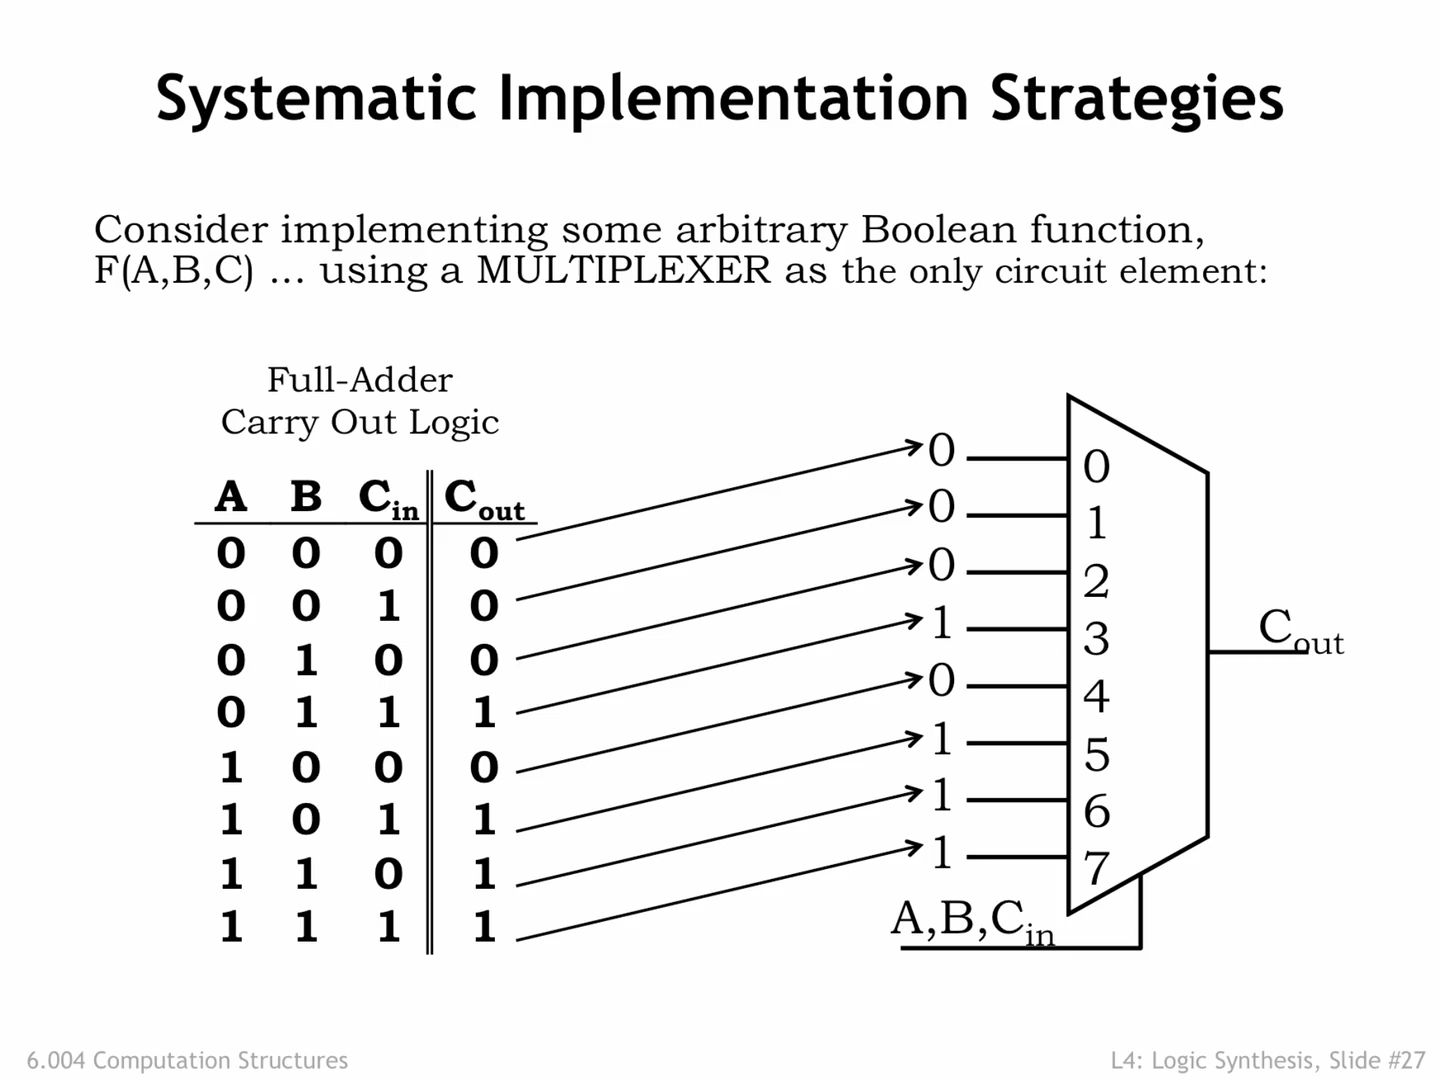 Systematic Implementation Strategies
Consider implementing some arbitrary Boolean function,
F(A,B,C) ... using a MULTIPLEXER as the only circuit element:
Full-Adder
Carry Out Logic
A B Cin Cout
0 0 0 0
0 0 1 0
0 1 0 0
0 1 1 1
1 0 0 0
1 0 1 1
1 1 0 1
1 1 1 1
0 0
0 1
0 2
1 3
0 4
1 5
1 6
1 7
Cout
A,B,Cin
6.004 Computation Structures
L4: Logic Synthesis, Slide #27